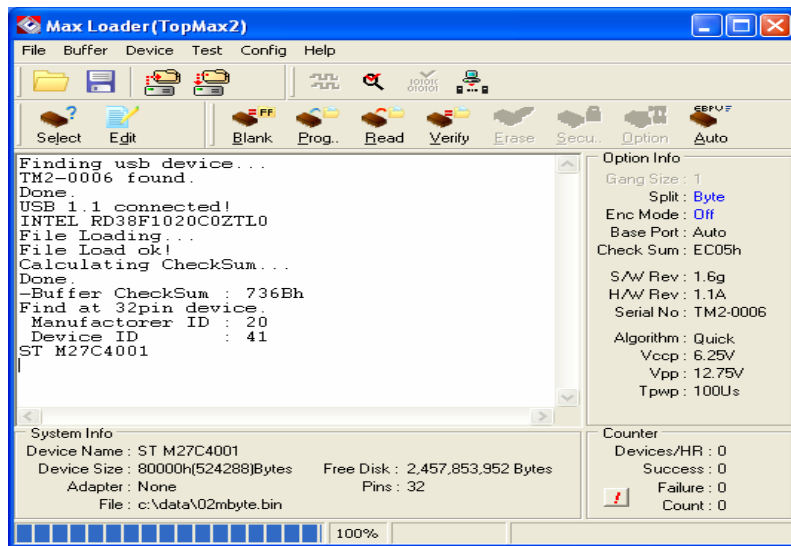 Max Loader(TopMax2)
File Buffer Device Test Config Help
Select Edit Blank Prog.. Read Verify Erase Secu.. Option Auto
Finding usb device...
TM2-0006 found.
Done.
USB 1.1 connected!
INTEL RD38F1020C0ZTL0
File Loading...
File Load ok!
Calculating CheckSum...
Done.
-Buffer CheckSum : 736Bh
Find at 32pin device.
Manufactorer ID : 20
Device ID : 41
ST M27C4001
Option Info
Gang Size : 1
Split : Byte
Enc Mode : Off
Base Port : Auto
Check Sum : EC05h
S/W Rev : 1.6g
H/W Rev : 1.1A
Serial No : TM2-0006
Algorithm : Quick
Vccp : 6.25V
Vpp : 12.75V
Tpwp : 100Us
System Info
Device Name : ST M27C4001
Device Size : 80000h(524288)Bytes Free Disk : 2,457,853,952 Bytes
Adapter : None Pins : 32
File : c:\data\02mbyte.bin
Counter
Devices/HR : 0
Success : 0
Failure : 0
Count : 0
100%